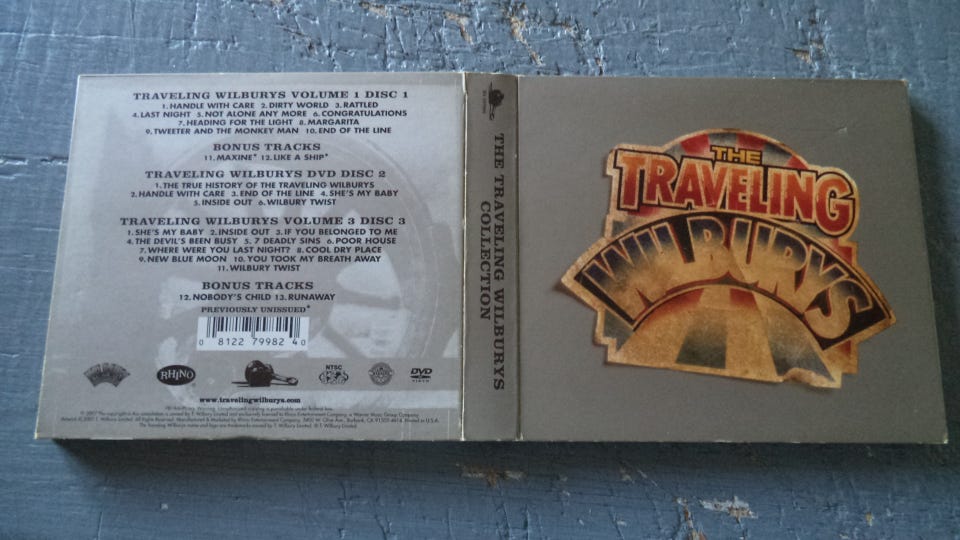 TRAVELING WILBURYS VOLUME 1 DISC 1
1. HANDLE WITH CARE 2. DIRTY WORLD 3. RATTLED
4. LAST NIGHT 5. NOT ALONE ANY MORE 6. CONGRATULATIONS
7. HEADING FOR THE LIGHT 8. MARGARITA
9. TWEETER AND THE MONKEY MAN 10. END OF THE LINE
BONUS TRACKS
11. MAXINE* 12. LIKE A SHIP*
TRAVELING WILBURYS DVD DISC 2
1. THE TRUE HISTORY OF THE TRAVELING WILBURYS
2. HANDLE WITH CARE 3. END OF THE LINE 4. SHE'S MY BABY
5. INSIDE OUT 6. WILBURY TWIST
TRAVELING WILBURYS VOLUME 3 DISC 3
1. SHE'S MY BABY 2. INSIDE OUT 3. IF YOU BELONGED TO ME
4. THE DEVIL'S BEEN BUSY 5. 7 DEADLY SINS 6. POOR HOUSE
7. WHERE WERE YOU LAST NIGHT? 8. COOL DRY PLACE
9. NEW BLUE MOON 10. YOU TOOK MY BREATH AWAY
11. WILBURY TWIST
BONUS TRACKS
12. NOBODY'S CHILD 13. RUNAWAY
PREVIOUSLY UNISSUED*
0 81227 99824 0
RHINO
NTSC
DVD
VIDEO
www.travelingwilburys.com
THE TRAVELING WILBURYS
COLLECTION
THE
TRAVELING
WILBURYS